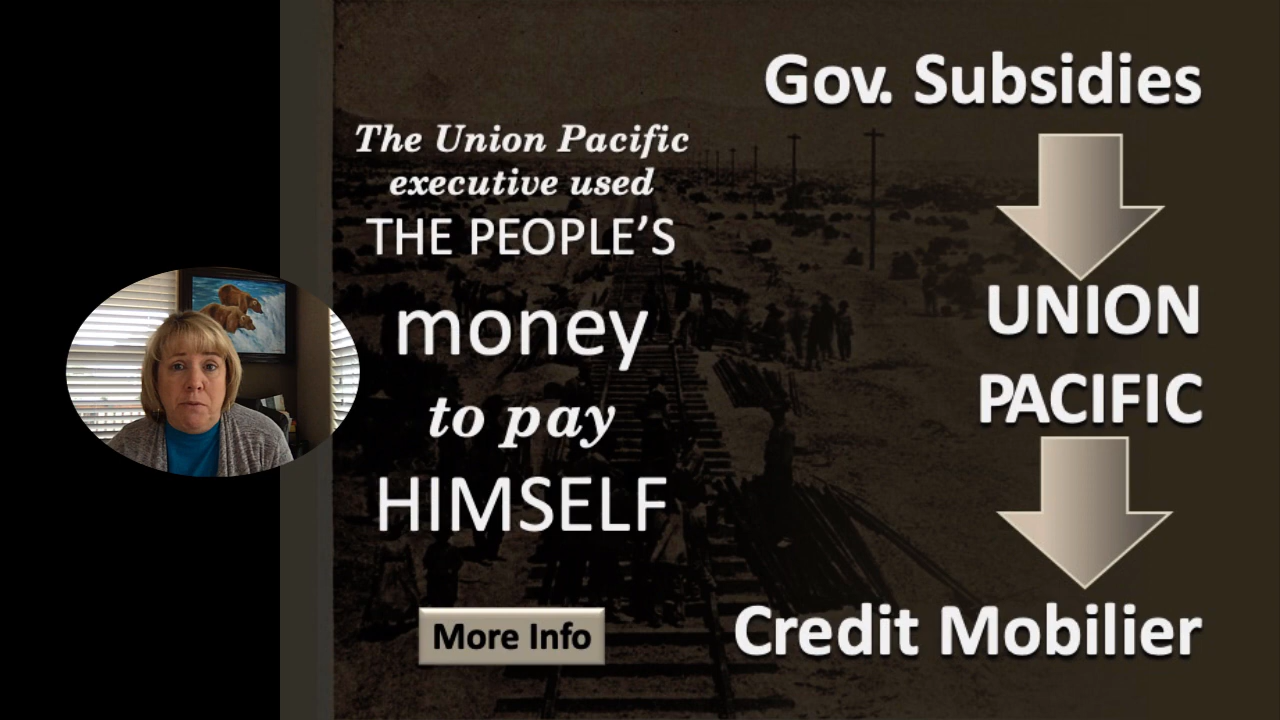 The Union Pacific
executive used
THE PEOPLE’S
money
to pay
HIMSELF
More Info
Gov. Subsidies
UNION
PACIFIC
Credit Mobilier